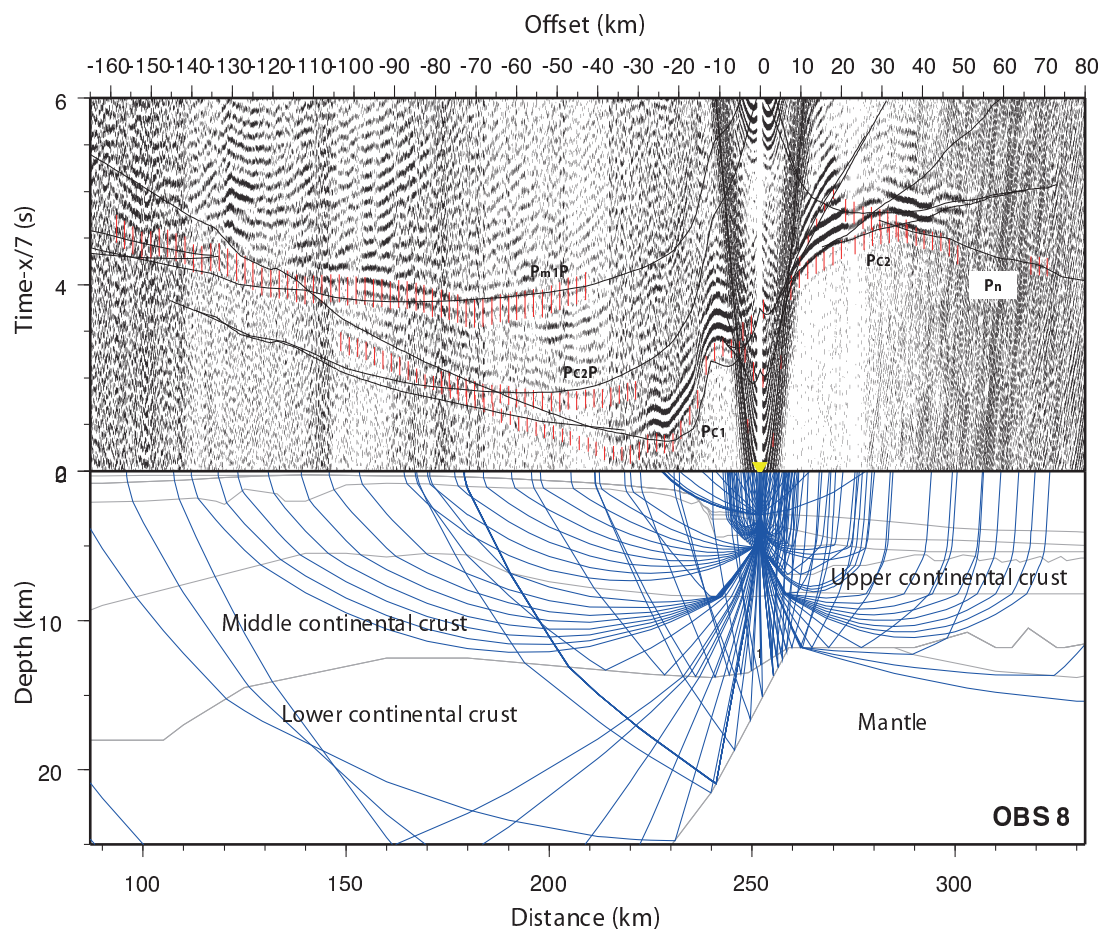 Offset (km)
-160 -150 -140 -130 -120 -110 -100 -90 -80 -70 -60 -50 -40 -30 -20 -10 0 10 20 30 40 50 60 70 80
6
Time-x/7 (s)
4
Pm1P
Pc2
Pn
Pc2P
Pc1
2
0
Upper continental crust
Depth (km)
10
Middle continental crust
1
Lower continental crust
Mantle
20
OBS 8
100 150 200 250 300
Distance (km)